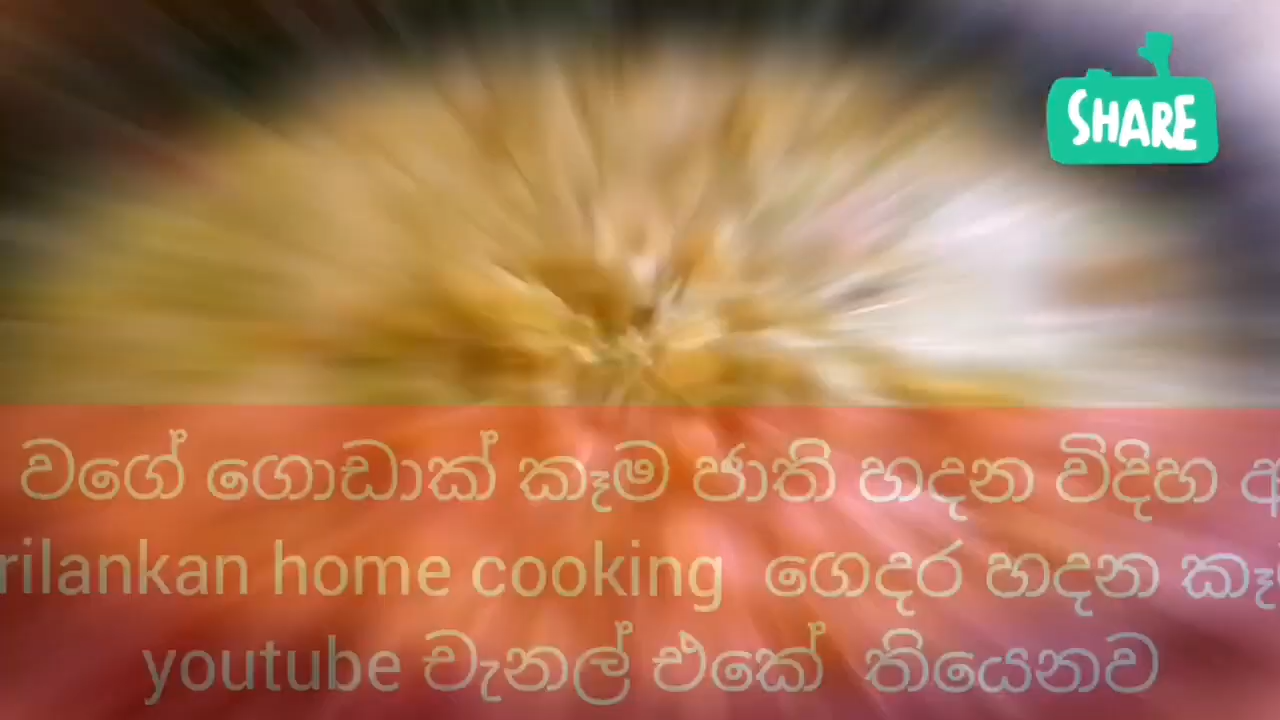 SHARE
වගේ ගොඩාක් කෑම ජාති හදන විදිහ
rilankan home cooking ගෙදර හදන
youtube චැනල් එකේ තියෙනව